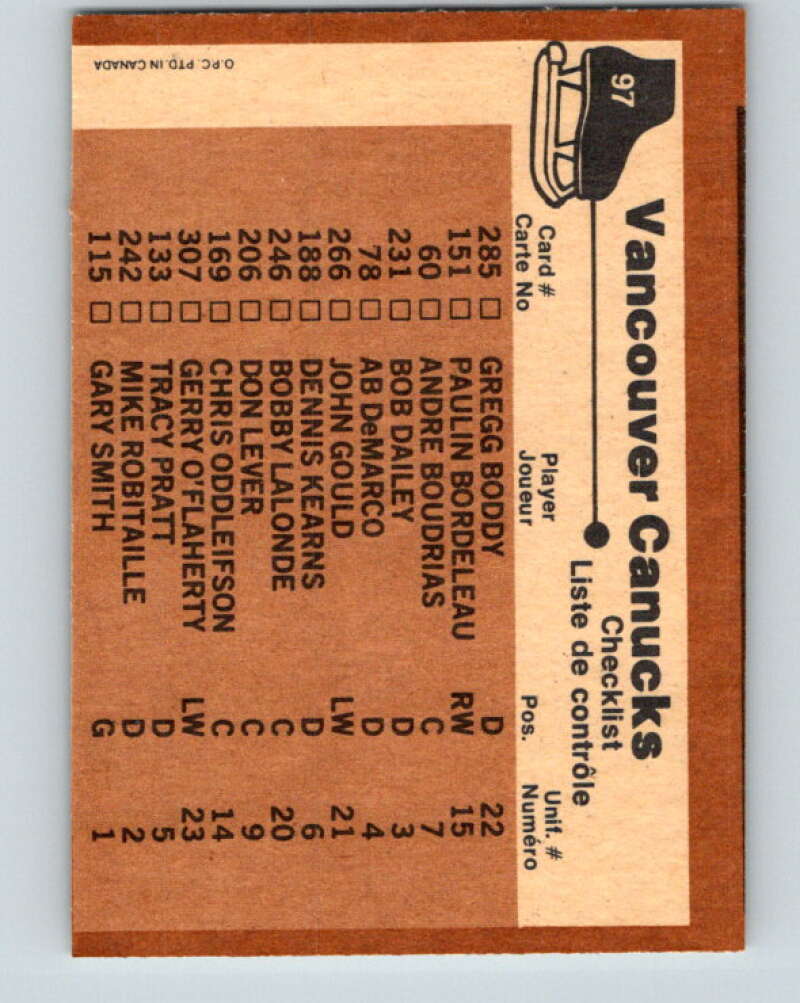 97
Vancouver Canucks
Checklist
Liste de contrôle
Card # Player Pos. Unif. #
Carte No Joueur Numéro
285 GREGG BODDY D 22
151 PAULIN BORDELEAU RW 15
60 ANDRE BOUDRIAS C 7
231 BOB DAILEY D 3
78 AB DeMARCO D 4
266 JOHN GOULD LW 21
188 DENNIS KEARNS D 6
246 BOBBY LALONDE C 20
206 DON LEVER C 9
169 CHRIS ODDLEIFSON C 14
307 GERRY O'FLAHERTY LW 23
133 TRACY PRATT D 5
242 MIKE ROBITAILLE D 2
115 GARY SMITH G 1
O.P.C. PTD. IN CANADA